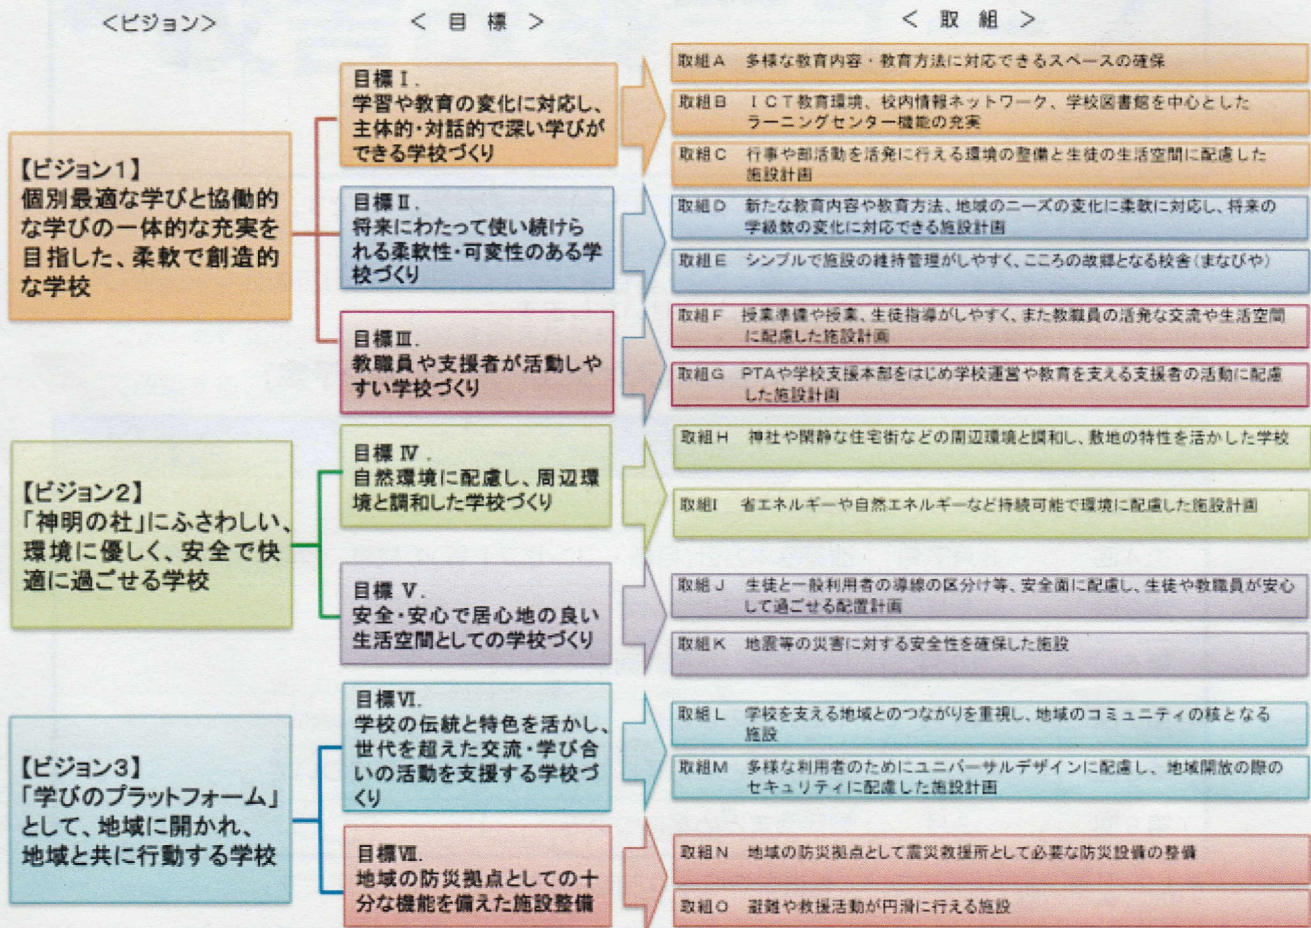 ＜ビジョン＞
＜ 目 標 ＞
＜ 取 組 ＞
【ビジョン1】
個別最適な学びと協働的
な学びの一体的な充実を
目指した、柔軟で創造的
な学校
目標Ⅰ．
学習や教育の変化に対応し、
主体的・対話的で深い学びが
できる学校づくり
取組A 多様な教育内容・教育方法に対応できるスペースの確保
取組B ＩＣＴ教育環境、校内情報ネットワーク、学校図書館を中心とした
ラーニングセンター機能の充実
取組C 行事や部活動を活発に行える環境の整備と生徒の生活空間に配慮した
施設計画
目標Ⅱ．
将来にわたって使い続けら
れる柔軟性・可変性のある学
校づくり
取組D 新たな教育内容や教育方法、地域のニーズの変化に柔軟に対応し、将来の
学級数の変化に対応できる施設計画
取組E シンプルで施設の維持管理がしやすく、こころの故郷となる校舎（まなびや）
目標Ⅲ．
教職員や支援者が活動しや
すい学校づくり
取組F 授業準備や授業、生徒指導がしやすく、また教職員の活発な交流や生活空間
に配慮した施設計画
取組G PTAや学校支援本部をはじめ学校運営や教育を支える支援者の活動に配慮
した施設計画
【ビジョン2】
「神明の杜」にふさわしい、
環境に優しく、安全で快
適に過ごせる学校
目標 Ⅳ．
自然環境に配慮し、周辺環
境と調和した学校づくり
取組H 神社や閑静な住宅街などの周辺環境と調和し、敷地の特性を活かした学校
取組I 省エネルギーや自然エネルギーなど持続可能で環境に配慮した施設計画
目標 Ⅴ．
安全・安心で居心地の良い
生活空間としての学校づくり
取組J 生徒と一般利用者の導線の区分け等、安全面に配慮し、生徒や教職員が安心
して過ごせる配置計画
取組K 地震等の災害に対する安全性を確保した施設
【ビジョン3】
「学びのプラットフォーム」
として、地域に開かれ、
地域と共に行動する学校
目標Ⅵ．
学校の伝統と特色を活かし、
世代を超えた交流・学び合
いの活動を支援する学校づ
くり
取組L 学校を支える地域とのつながりを重視し、地域のコミュニティの核となる
施設
取組M 多様な利用者のためにユニバーサルデザインに配慮し、地域開放の際の
セキュリティに配慮した施設計画
目標Ⅶ．
地域の防災拠点としての十
分な機能を備えた施設整備
取組N 地域の防災拠点として震災救援所として必要な防災設備の整備
取組O 避難や救援活動が円滑に行える施設